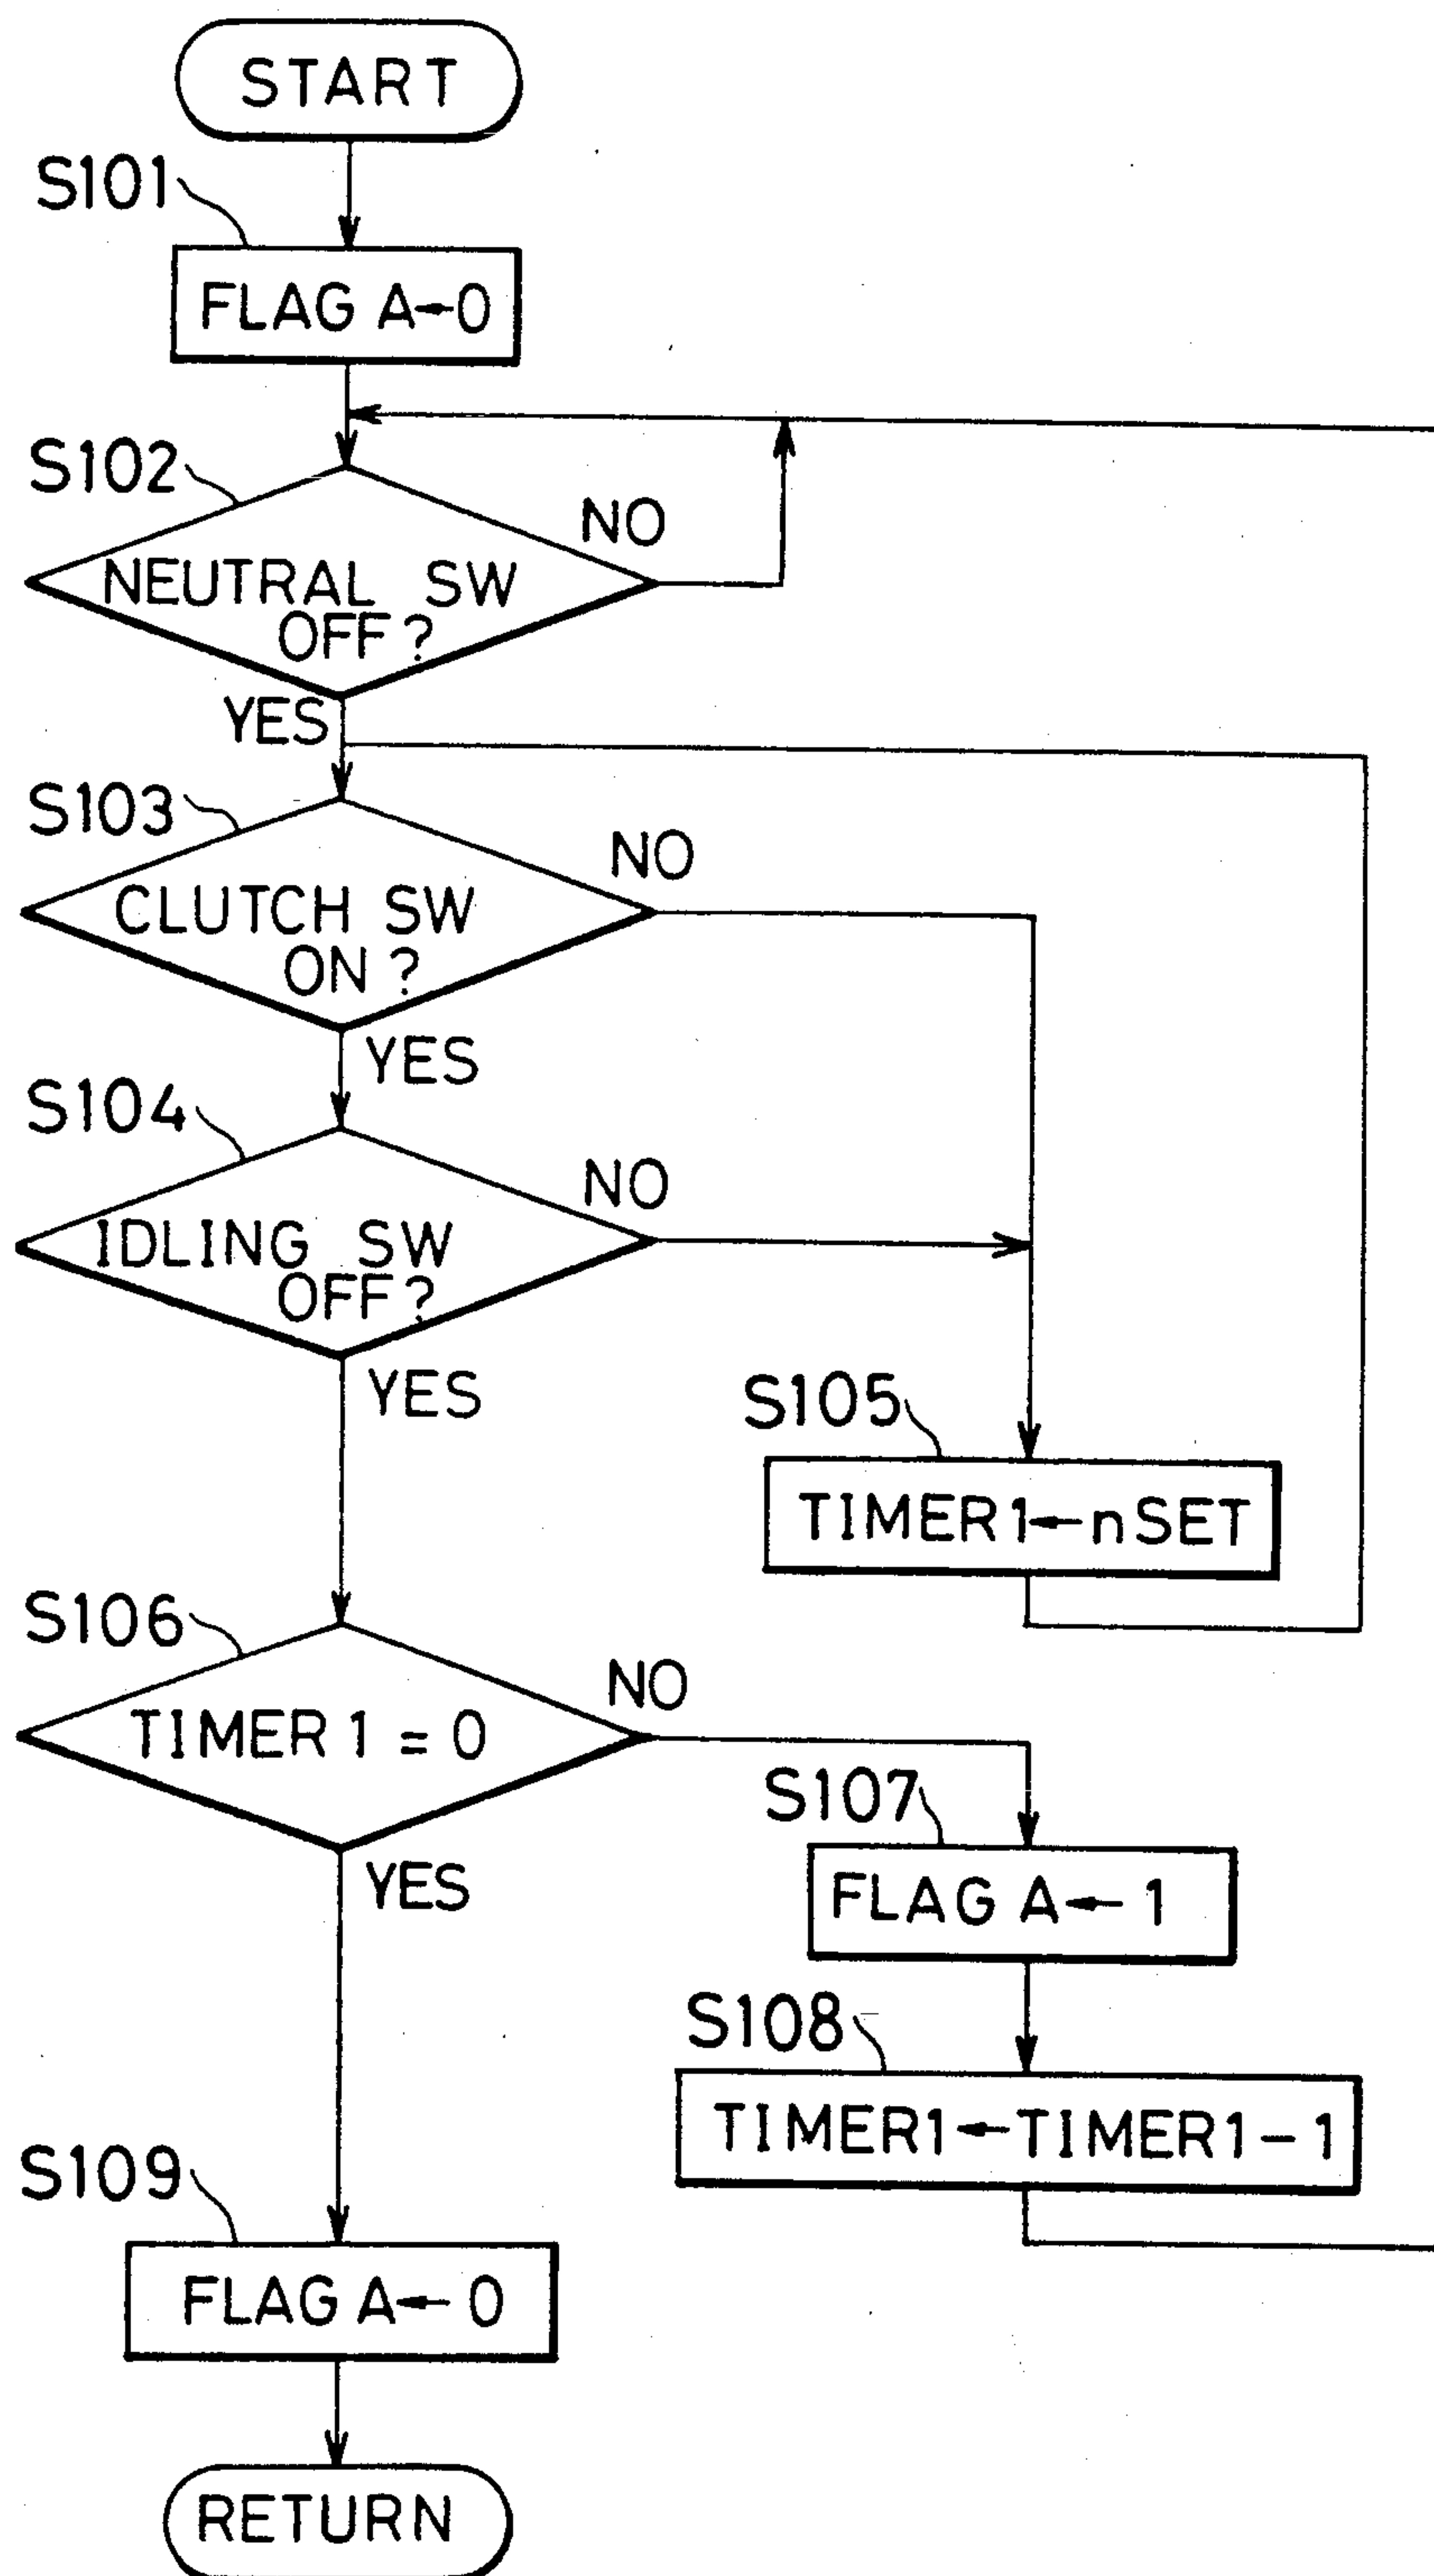 START
S101
FLAG A←0
S102
NO
NEUTRAL SW
OFF?
YES
S103
NO
CLUTCH SW
ON?
YES
S104
NO
IDLING SW
OFF?
YES
S105
TIMER1←nSET
S106
NO
TIMER1=0
YES
S107
FLAG A←1
S108
TIMER1←TIMER1-1
S109
FLAG A←0
RETURN